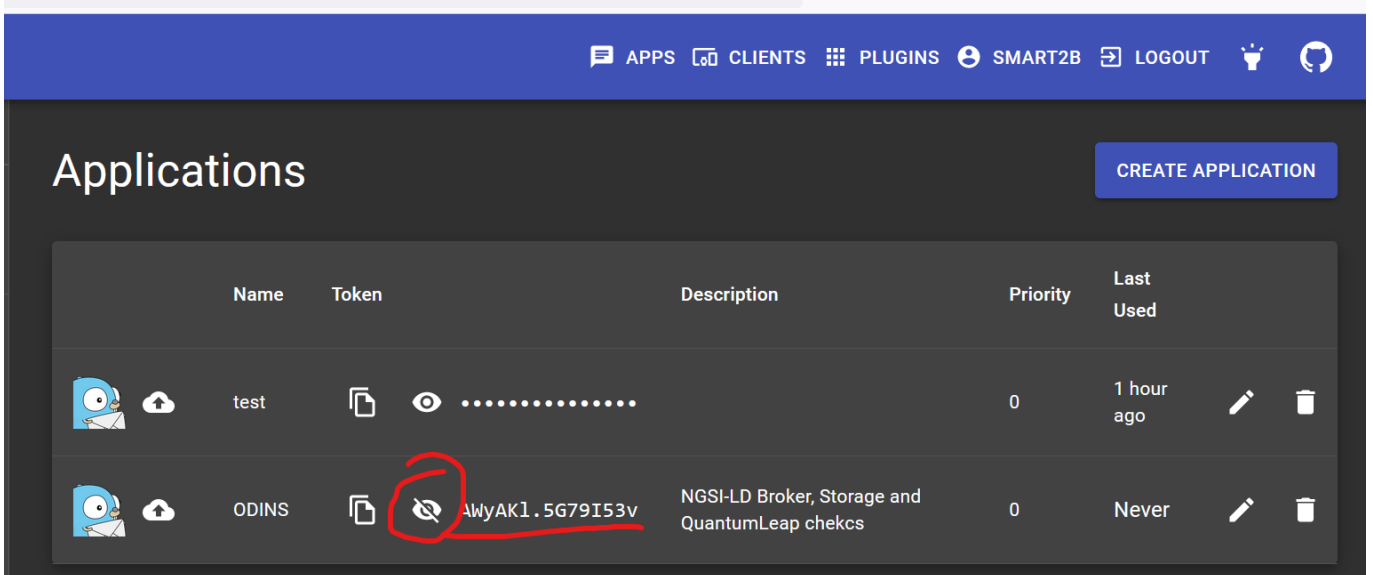 APPS CLIENTS PLUGINS SMART2B LOGOUT
Applications
CREATE APPLICATION
Name Token Description Priority Last Used
test ••••••••••••••• 0 1 hour ago
ODINS AWyAKl.5G79I53v NGSI-LD Broker, Storage and QuantumLeap chekcs 0 Never